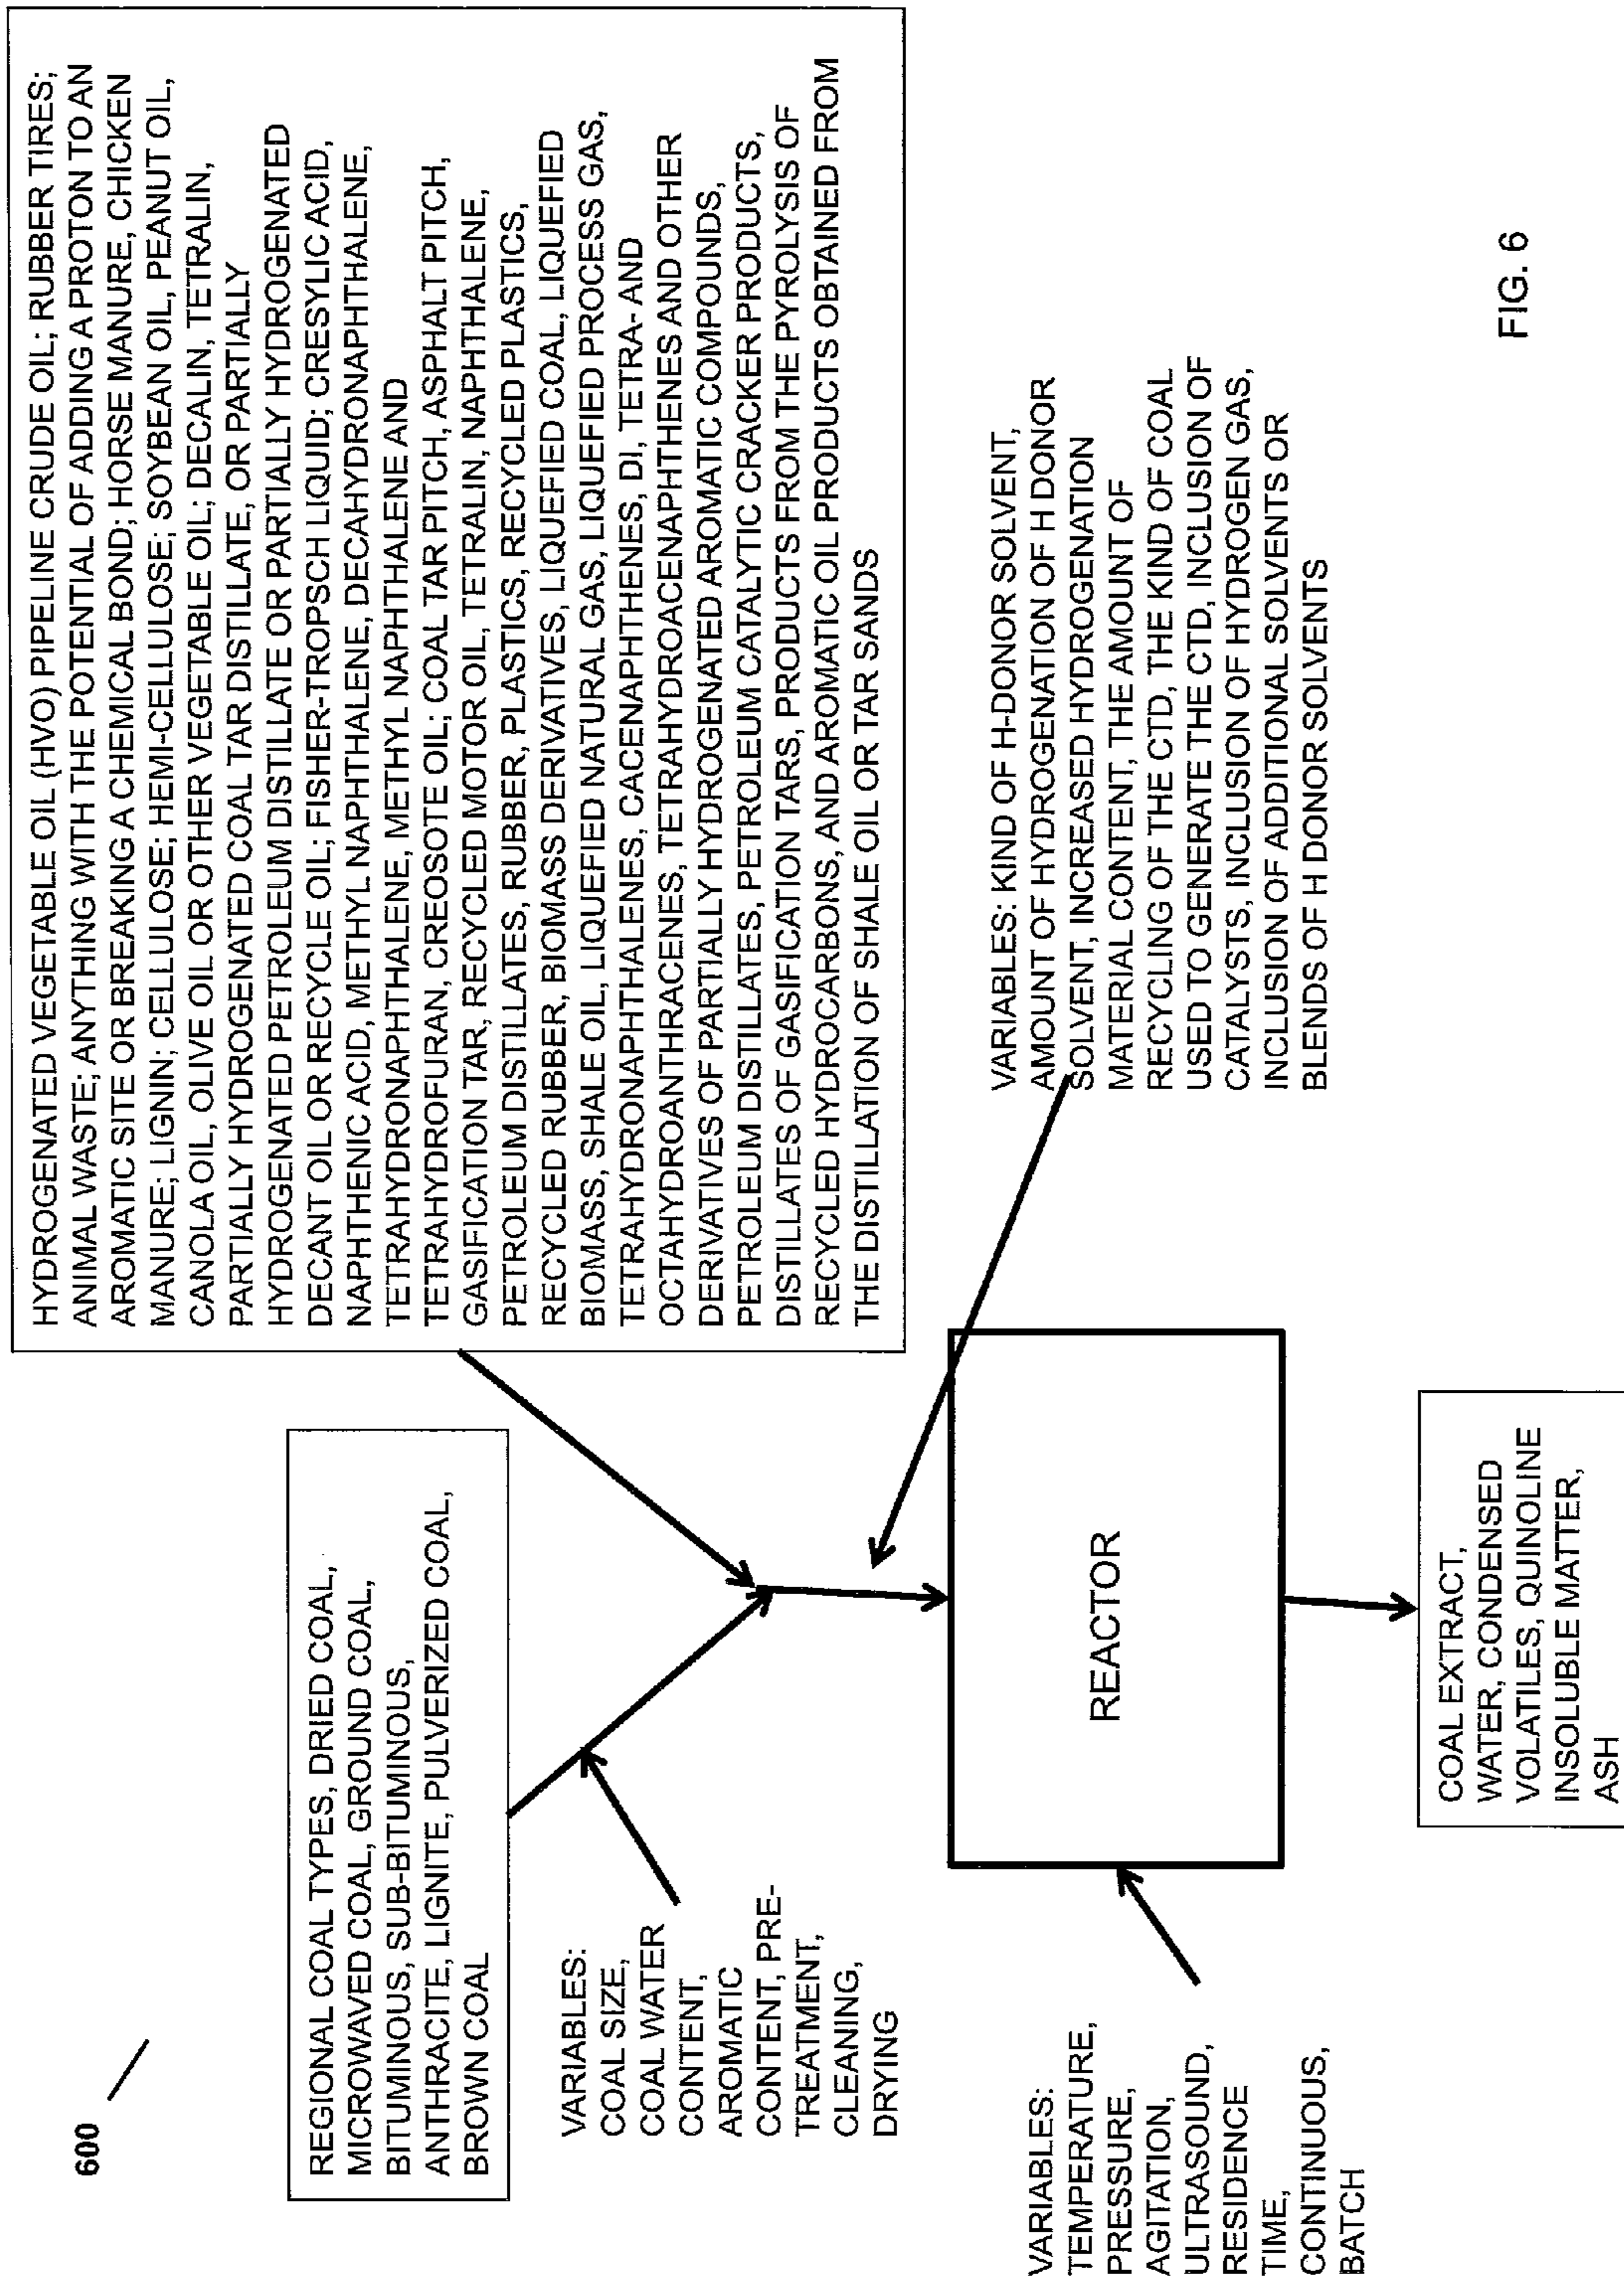 600
REGIONAL COAL TYPES, DRIED COAL,
MICROWAVED COAL, GROUND COAL,
BITUMINOUS, SUB-BITUMINOUS,
ANTHRACITE, LIGNITE, PULVERIZED COAL,
BROWN COAL
HYDROGENATED VEGETABLE OIL (HVO) PIPELINE CRUDE OIL; RUBBER TIRES;
ANIMAL WASTE; ANYTHING WITH THE POTENTIAL OF ADDING A PROTON TO AN
AROMATIC SITE OR BREAKING A CHEMICAL BOND; HORSE MANURE, CHICKEN
MANURE; LIGNIN; CELLULOSE; HEMI-CELLULOSE; SOYBEAN OIL, PEANUT OIL,
CANOLA OIL, OLIVE OIL OR OTHER VEGETABLE OIL; DECALIN, TETRALIN,
PARTIALLY HYDROGENATED COAL TAR DISTILLATE, OR PARTIALLY
HYDROGENATED PETROLEUM DISTILLATE OR PARTIALLY HYDROGENATED
DECANT OIL OR RECYCLE OIL; FISHER-TROPSCH LIQUID; CRESYLIC ACID,
NAPHTHENIC ACID, METHYL NAPHTHALENE, DECAHYDRONAPHTHALENE,
TETRAHYDRONAPHTHALENE, METHYL NAPHTHALENE AND
TETRAHYDROFURAN, CREOSOTE OIL; COAL TAR PITCH, ASPHALT PITCH,
GASIFICATION TAR, RECYCLED MOTOR OIL, TETRALIN, NAPHTHALENE,
PETROLEUM DISTILLATES, RUBBER, PLASTICS, RECYCLED PLASTICS,
RECYCLED RUBBER, BIOMASS DERIVATIVES, LIQUEFIED COAL, LIQUEFIED
BIOMASS, SHALE OIL, LIQUEFIED NATURAL GAS, LIQUEFIED PROCESS GAS,
TETRAHYDRONAPHTHALENES, CACENAPHTHENES, DI, TETRA- AND
OCTAHYDROANTHRACENES, TETRAHYDROACENAPHTHENES AND OTHER
DERIVATIVES OF PARTIALLY HYDROGENATED AROMATIC COMPOUNDS,
PETROLEUM DISTILLATES, PETROLEUM CATALYTIC CRACKER PRODUCTS,
DISTILLATES OF GASIFICATION TARS, PRODUCTS FROM THE PYROLYSIS OF
RECYCLED HYDROCARBONS, AND AROMATIC OIL PRODUCTS OBTAINED FROM
THE DISTILLATION OF SHALE OIL OR TAR SANDS
VARIABLES:
COAL SIZE,
COAL WATER
CONTENT,
AROMATIC
CONTENT, PRE-
TREATMENT,
CLEANING,
DRYING
VARIABLES: KIND OF H-DONOR SOLVENT,
AMOUNT OF HYDROGENATION OF H DONOR
SOLVENT, INCREASED HYDROGENATION
MATERIAL CONTENT, THE AMOUNT OF
RECYCLING OF THE CTD, THE KIND OF COAL
USED TO GENERATE THE CTD, INCLUSION OF
CATALYSTS, INCLUSION OF HYDROGEN GAS,
INCLUSION OF ADDITIONAL SOLVENTS OR
BLENDS OF H DONOR SOLVENTS
VARIABLES:
TEMPERATURE,
PRESSURE,
AGITATION,
ULTRASOUND,
RESIDENCE
TIME,
CONTINUOUS,
BATCH
REACTOR
COAL EXTRACT,
WATER, CONDENSED
VOLATILES, QUINOLINE
INSOLUBLE MATTER,
ASH
FIG. 6